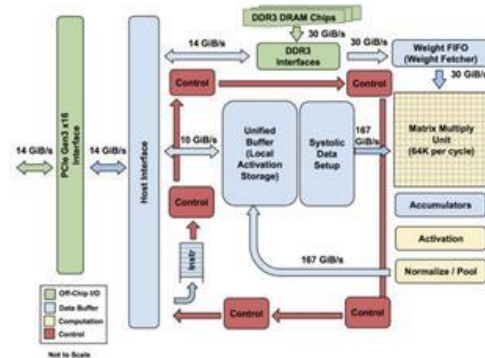 DDR3 DRAM Chips
30 GiB/s
14 GiB/s
DDR3
Interfaces
30 GiB/s
Weight FIFO
(Weight Fetcher)
Control
Control
30 GiB/s
14 GiB/s
PCIe Gen3 x16
Interface
14 GiB/s
Host Interface
10 GiB/s
Unified
Buffer
(Local
Activation
Storage)
Systolic
Data
Setup
167
GiB/s
Matrix Multiply
Unit
(64K per cycle)
Control
Accumulators
Activation
Instr
167 GiB/s
Normalize / Pool
Off-Chip I/O
Data Buffer
Computation
Control
Control
Control
Not to Scale